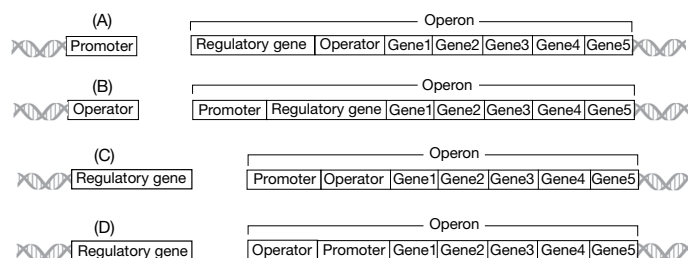 (A)
Operon
Promoter Regulatory gene Operator Gene1 Gene2 Gene3 Gene4 Gene5
(B)
Operon
Operator Promoter Regulatory gene Gene1 Gene2 Gene3 Gene4 Gene5
(C)
Operon
Regulatory gene Promoter Operator Gene1 Gene2 Gene3 Gene4 Gene5
(D)
Operon
Regulatory gene Operator Promoter Gene1 Gene2 Gene3 Gene4 Gene5